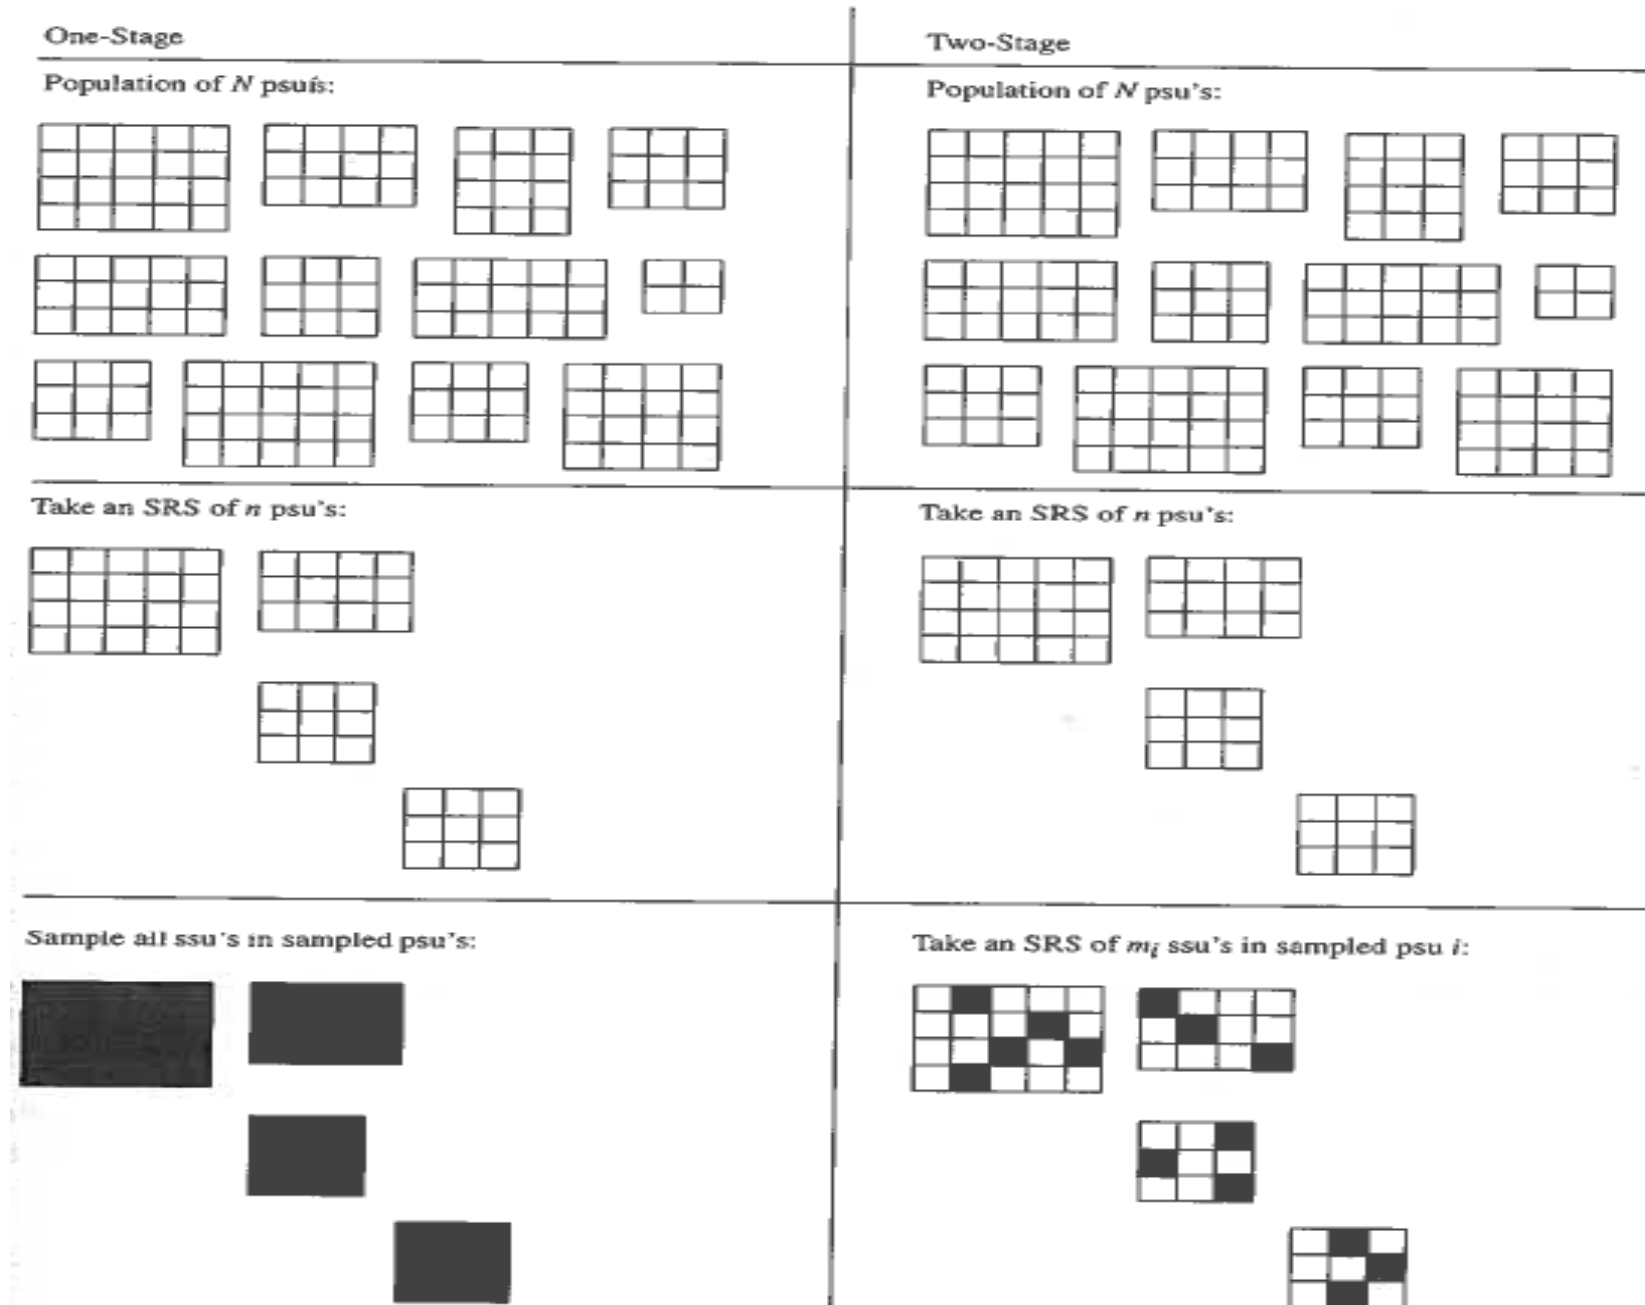 One-Stage
Population of N psuis:
Take an SRS of n psu's:
Sample all ssu's in sampled psu's:
Two-Stage
Population of N psu's:
Take an SRS of n psu's:
Take an SRS of mi ssu's in sampled psu i: